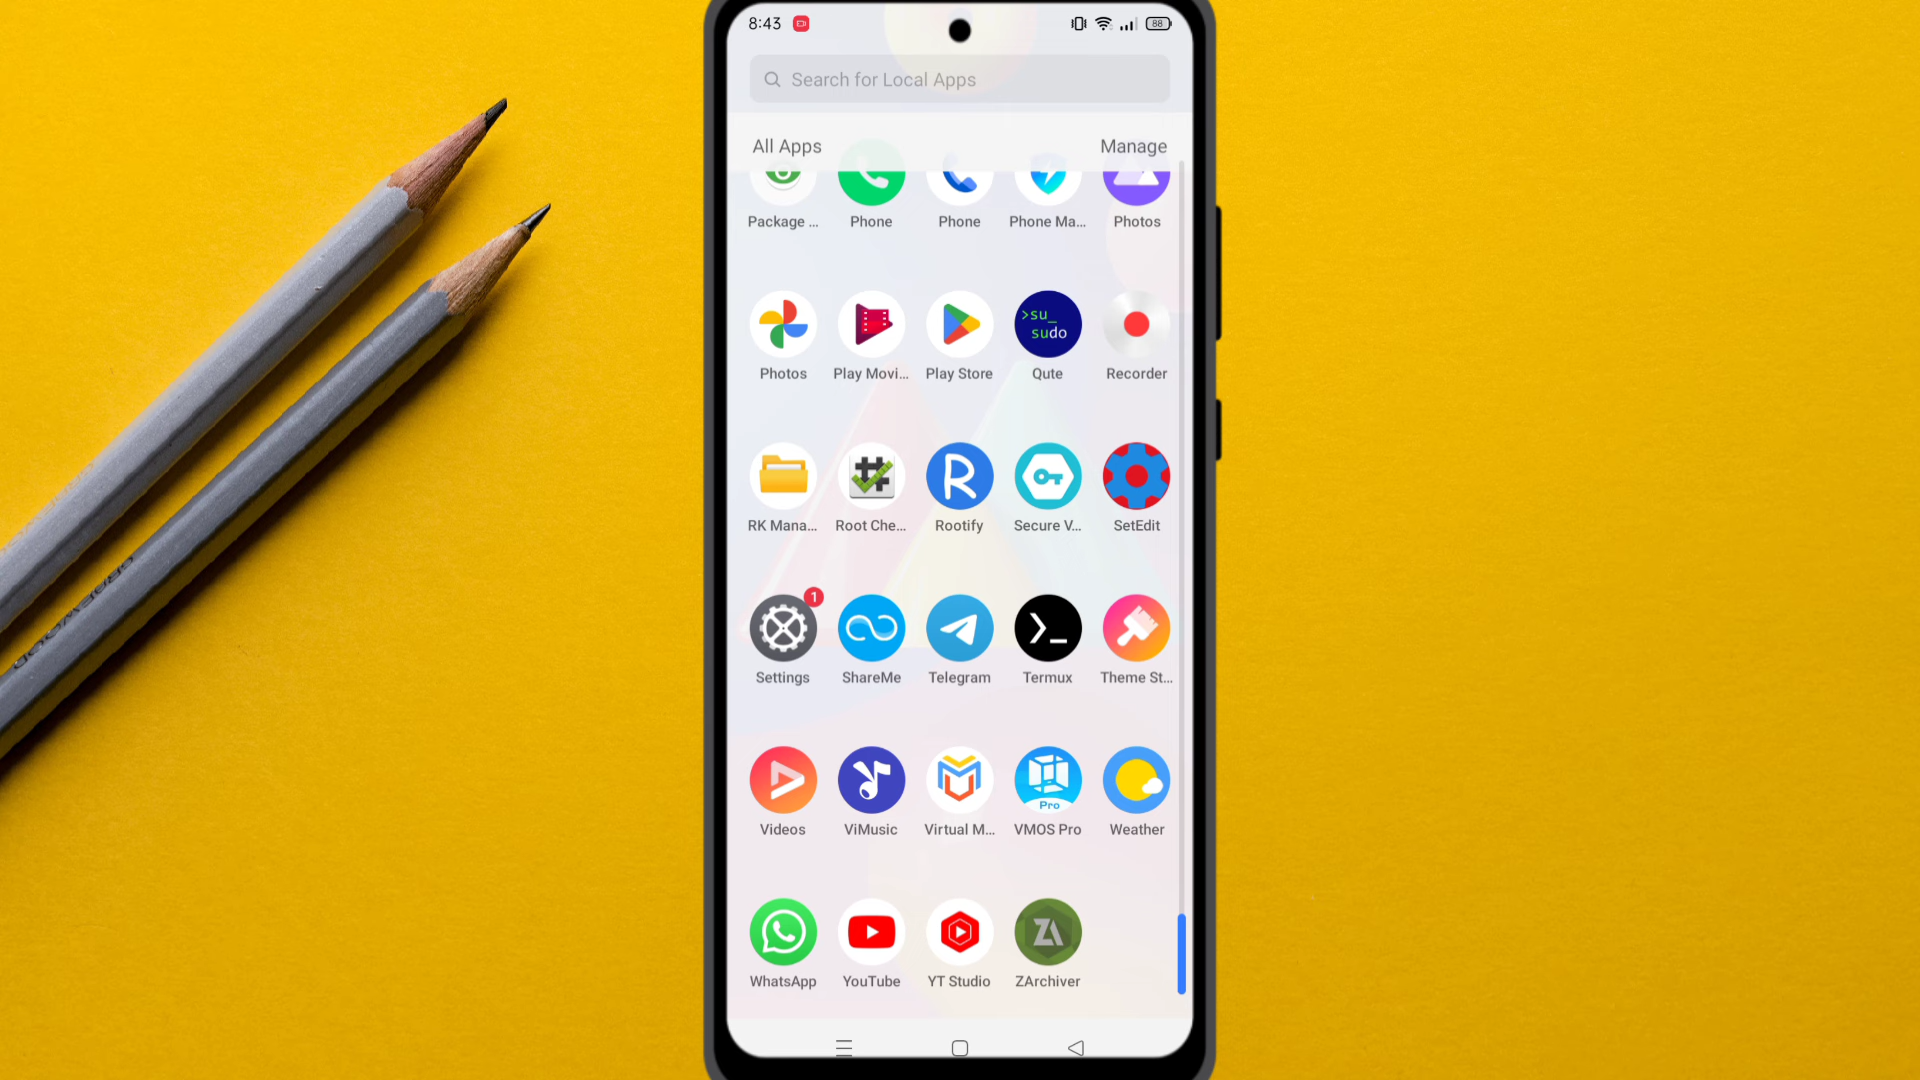 8:43
88
Search for Local Apps
All Apps
Manage
Package ...
Phone
Phone
Phone Ma...
Photos
>su_
sudo
Photos
Play Movi...
Play Store
Qute
Recorder
RK Mana...
Root Che...
Rootify
Secure V...
SetEdit
1
Settings
ShareMe
Telegram
Termux
Theme St...
Pro
Videos
ViMusic
Virtual M...
VMOS Pro
Weather
WhatsApp
YouTube
YT Studio
ZArchiver